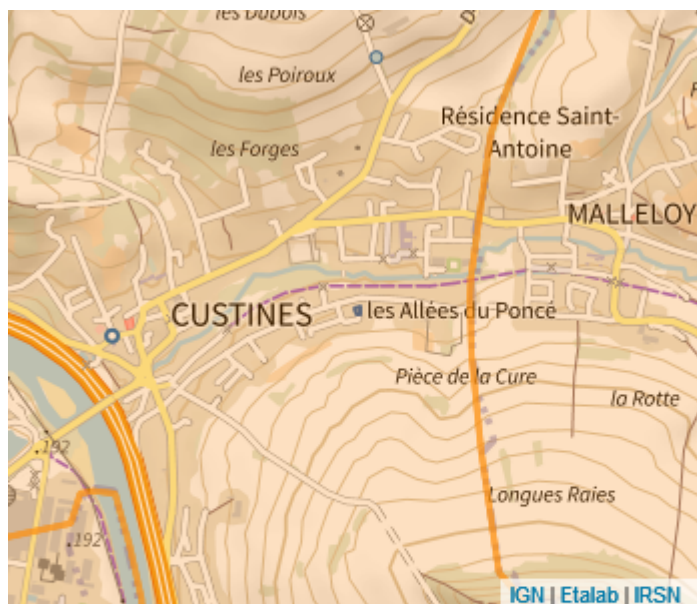 les Dubois
D
les Poiroux
Résidence Saint-
Antoine
les Forges
MALLELOY
CUSTINES
les Allées du Poncé
Pièce de la Cure
la Rotte
192
Longues Raies
192
IGN | Etalab | IRSN